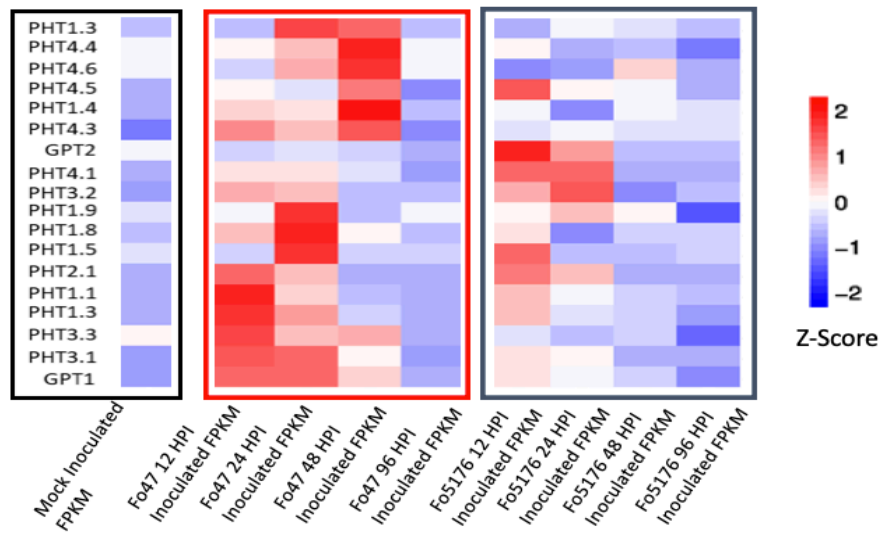 PHT1.3
PHT4.4
PHT4.6
PHT4.5
PHT1.4
PHT4.3
GPT2
PHT4.1
PHT3.2
PHT1.9
PHT1.8
PHT1.5
PHT2.1
PHT1.1
PHT1.3
PHT3.3
PHT3.1
GPT1
2
1
0
−1
−2
Z-Score
Mock Inoculated
FPKM
Fo47 12 HPI
Inoculated FPKM
Fo47 24 HPI
Inoculated FPKM
Fo47 48 HPI
Inoculated FPKM
Fo47 96 HPI
Inoculated FPKM
Fo5176 12 HPI
Inoculated FPKM
Fo5176 24 HPI
Inoculated FPKM
Fo5176 48 HPI
Inoculated FPKM
Fo5176 96 HPI
Inoculated FPKM